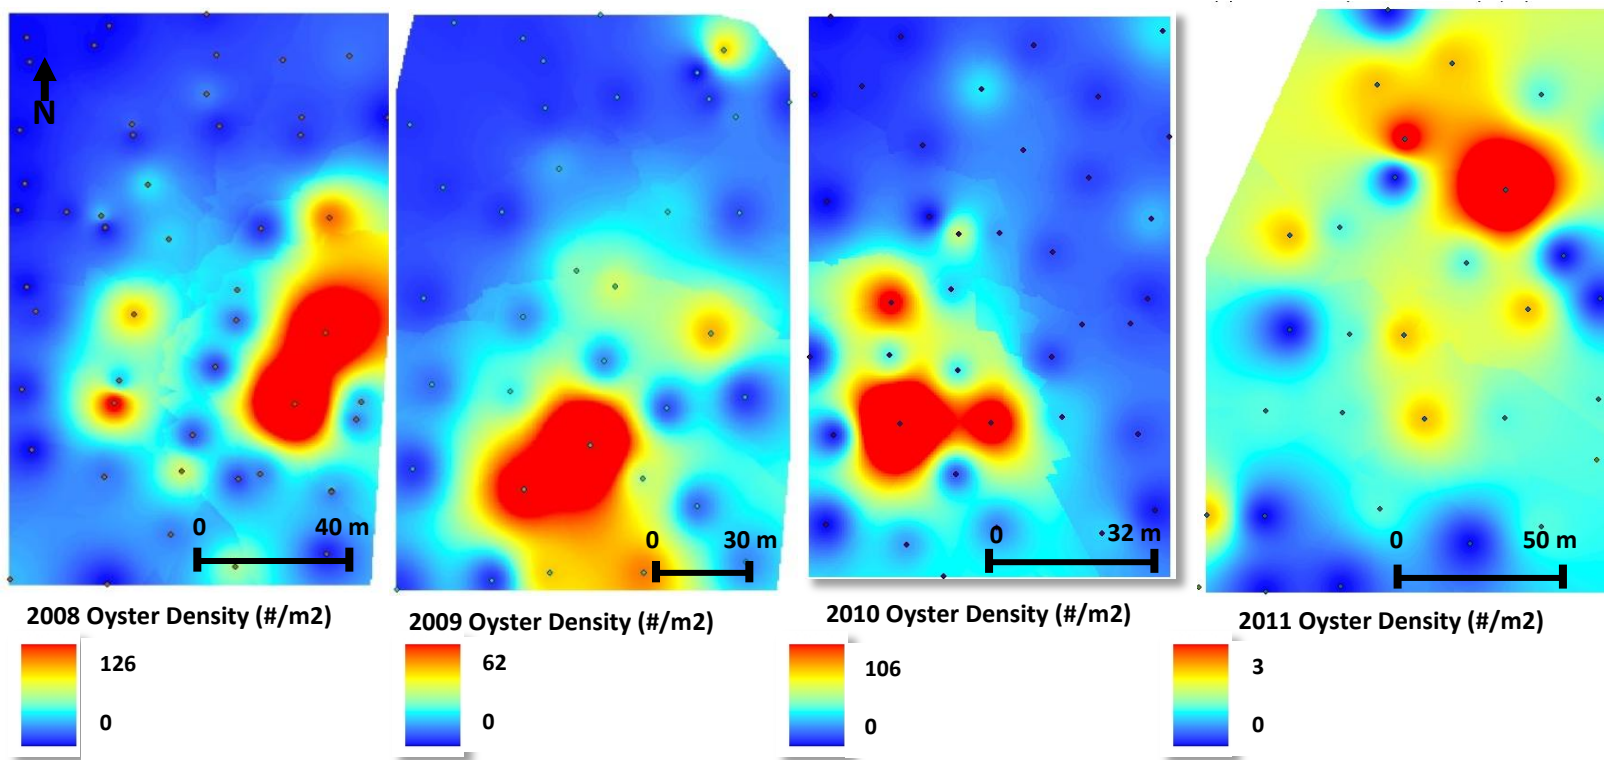 N
0 40 m
0 30 m
0 32 m
0 50 m
2008 Oyster Density (#/m2)
126
0
2009 Oyster Density (#/m2)
62
0
2010 Oyster Density (#/m2)
106
0
2011 Oyster Density (#/m2)
3
0